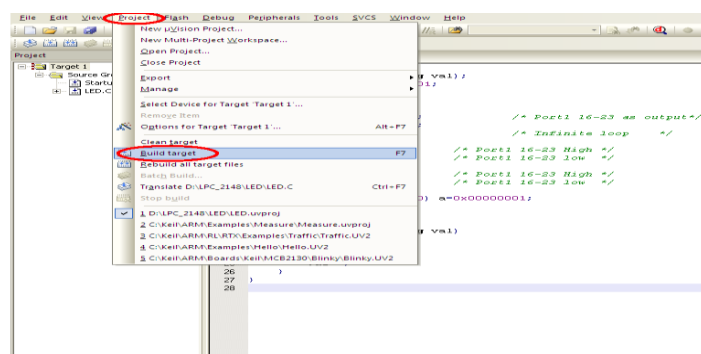 File Edit View Project Flash Debug Peripherals Tools SVCS Window Help
Project
Target 1
Source Gr
Startu
LED.C
New µVision Project...
New Multi-Project Workspace...
Open Project...
Close Project
Export
Manage
Select Device for Target 'Target 1'...
Remove Item
Options for Target 'Target 1'... Alt+F7
Clean target
Build target F7
Rebuild all target files
Batch Build...
Translate D:\LPC_2148\LED\LED.C Ctrl+F7
Stop build
1 D:\LPC_2148\LED\LED.uvproj
2 C:\Keil\ARM\Examples\Measure\Measure.uvproj
3 C:\Keil\ARM\RL\RTX\Examples\Traffic\Traffic.UV2
4 C:\Keil\ARM\Examples\Hello\Hello.UV2
5 C:\Keil\ARM\Boards\Keil\MCB2130\Blinky\Blinky.UV2
val);
01;
/* Port1 16-23 as output*/
/* Infinite loop */
/* Port1 16-23 High */
/* Port1 16-23 low */
/* Port1 16-23 High */
/* Port1 16-23 low */
) a=0x00000001;
val)
26 }
27 }
28